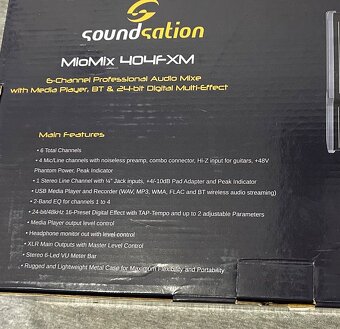 soundsation
MIOMIX 404FXM
6-Channel Professional Audio Mixe
with Media Player, BT & 24-bit Digital Multi-Effect
Main Features
• 6 Total Channels
• 4 Mic/Line channels with noiseless preamp, combo connector, Hi-Z input for guitars, +48V
Phantom Power, Peak Indicator
• 1 Stereo Line Channel with ¼" Jack inputs, +4/-10dB Pad Adapter and Peak Indicator
• USB Media Player and Recorder (WAV, MP3, WMA, FLAC and BT wireless audio streaming)
• 2-Band EQ for channels 1 to 4
• 24-bit/48kHz 16-Preset Digital Effect with TAP-Tempo and up to 2 adjustable Parameters
• Media Player output level control
• Headphone monitor out with level control
• XLR Main Outputs with Master Level Control
• Stereo 6-Led VU Meter Bar
• Rugged and Lightweight Metal Case for Maximum Flexibility and Portability